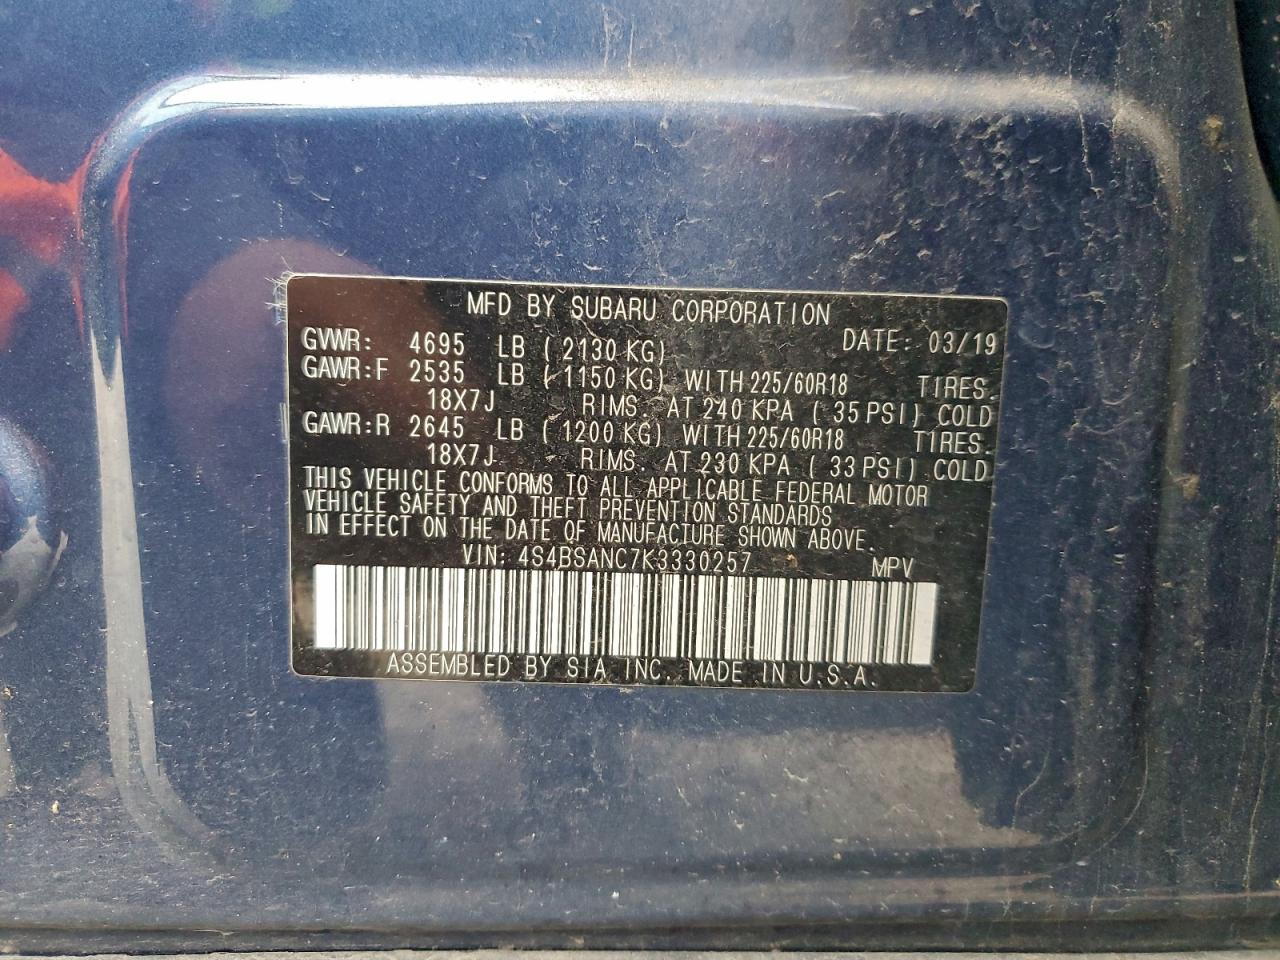 MFD BY SUBARU CORPORATION
GVWR: 4695 LB (2130 KG) DATE: 03/19
GAWR:F 2535 LB (1150 KG) WITH 225/60R18 TIRES.
18X7J RIMS. AT 240 KPA (35 PSI) COLD
GAWR:R 2645 LB (1200 KG) WITH 225/60R18 TIRES.
18X7J RIMS. AT 230 KPA (33 PSI) COLD
THIS VEHICLE CONFORMS TO ALL APPLICABLE FEDERAL MOTOR
VEHICLE SAFETY AND THEFT PREVENTION STANDARDS
IN EFFECT ON THE DATE OF MANUFACTURE SHOWN ABOVE.
VIN: 4S4BSANC7K3330257 MPV
ASSEMBLED BY SIA INC. MADE IN U.S.A.